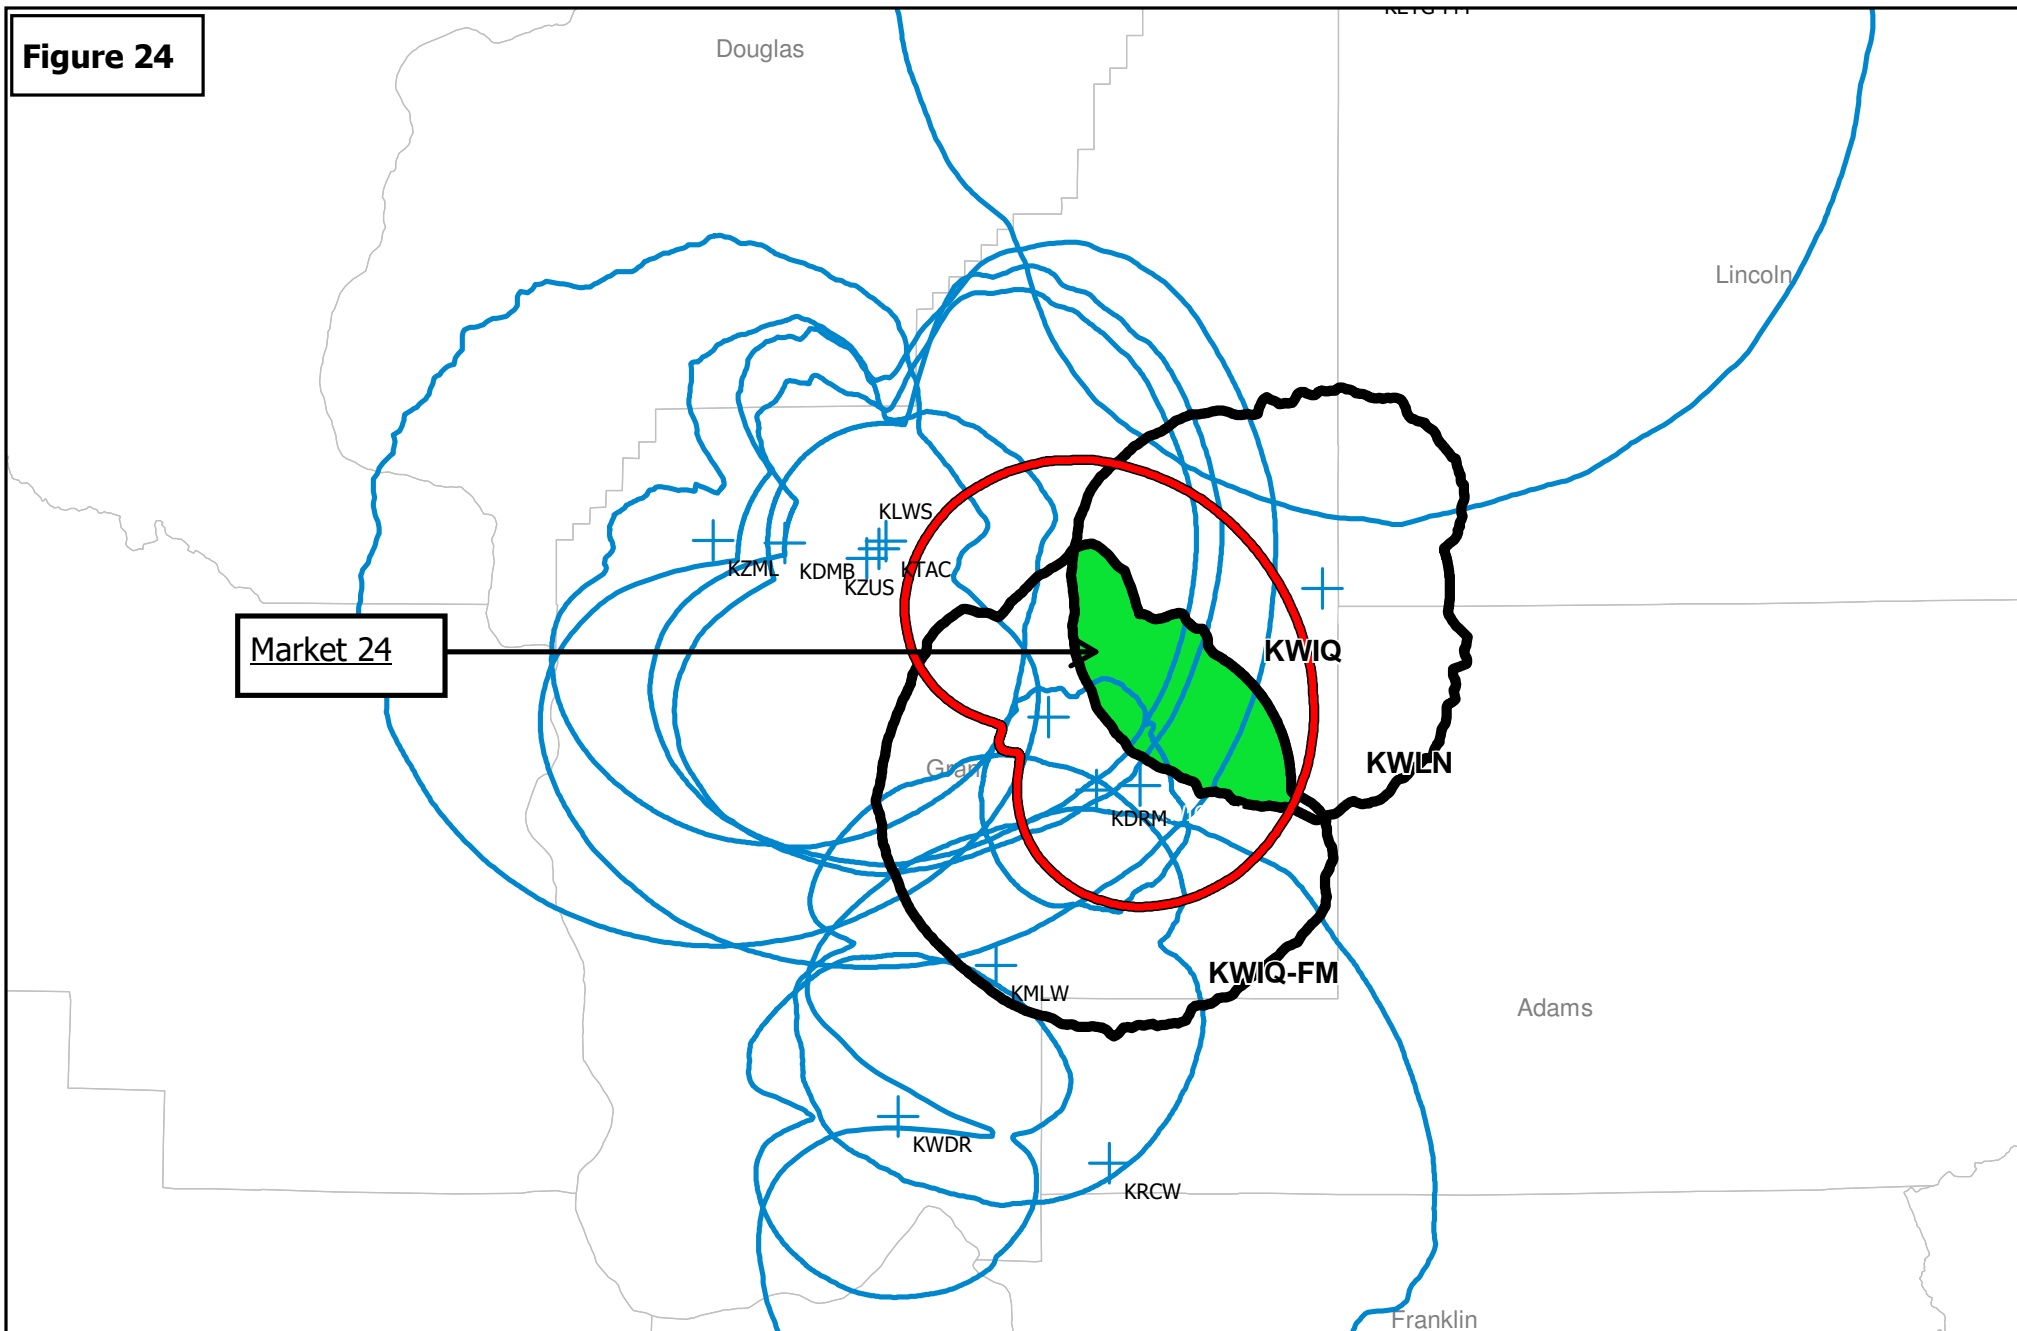 Figure 24
Douglas
Lincoln
KLWS
KZML
KDMB
KTAC
KZUS
Market 24
KWIQ
KWLN
Gran
KDRM
KWIQ-FM
KMLW
Adams
KWDR
KRCW
Franklin